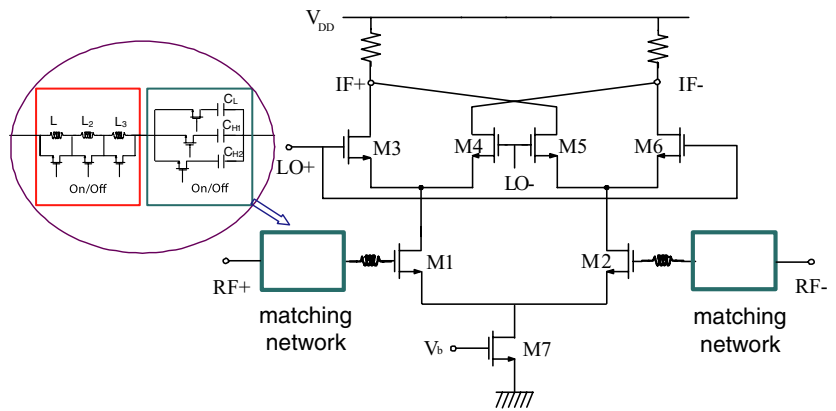 V_DD
IF+
IF-
L L_2 L_3
C_L
C_H1
C_H2
On/Off On/Off
LO+
M3 M4 M5 M6
LO-
M1 M2
RF+
RF-
matching
network
matching
network
V_b
M7